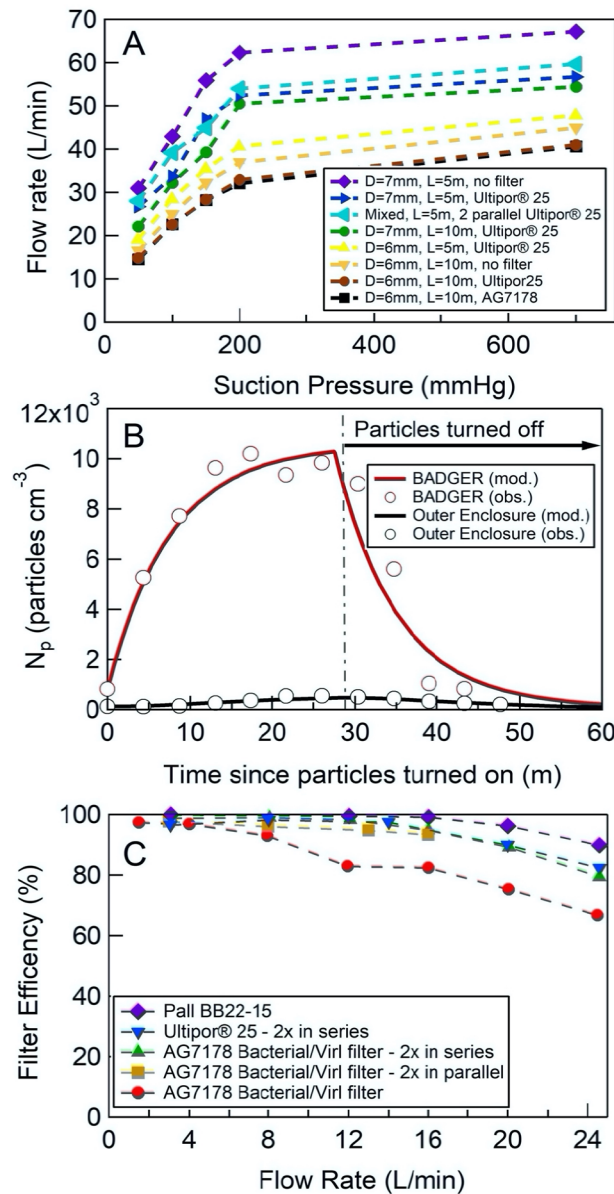 A
Flow rate (L/min)
70
60
50
40
30
20
10
0
D=7mm, L=5m, no filter
D=7mm, L=5m, Ultipor® 25
Mixed, L=5m, 2 parallel Ultipor® 25
D=7mm, L=10m, Ultipor® 25
D=6mm, L=5m, Ultipor® 25
D=6mm, L=10m, no filter
D=6mm, L=10m, Ultipor25
D=6mm, L=10m, AG7178
0 200 400 600
Suction Pressure (mmHg)
B
Np (particles cm-3)
12x10³
10
8
6
4
2
0
Particles turned off
BADGER (mod.)
BADGER (obs.)
Outer Enclosure (mod.)
Outer Enclosure (obs.)
0 10 20 30 40 50 60
Time since particles turned on (m)
C
Filter Efficency (%)
100
80
60
40
20
0
Pall BB22-15
Ultipor® 25 - 2x in series
AG7178 Bacterial/Virl filter - 2x in series
AG7178 Bacterial/Virl filter - 2x in parallel
AG7178 Bacterial/Virl filter
0 4 8 12 16 20 24
Flow Rate (L/min)